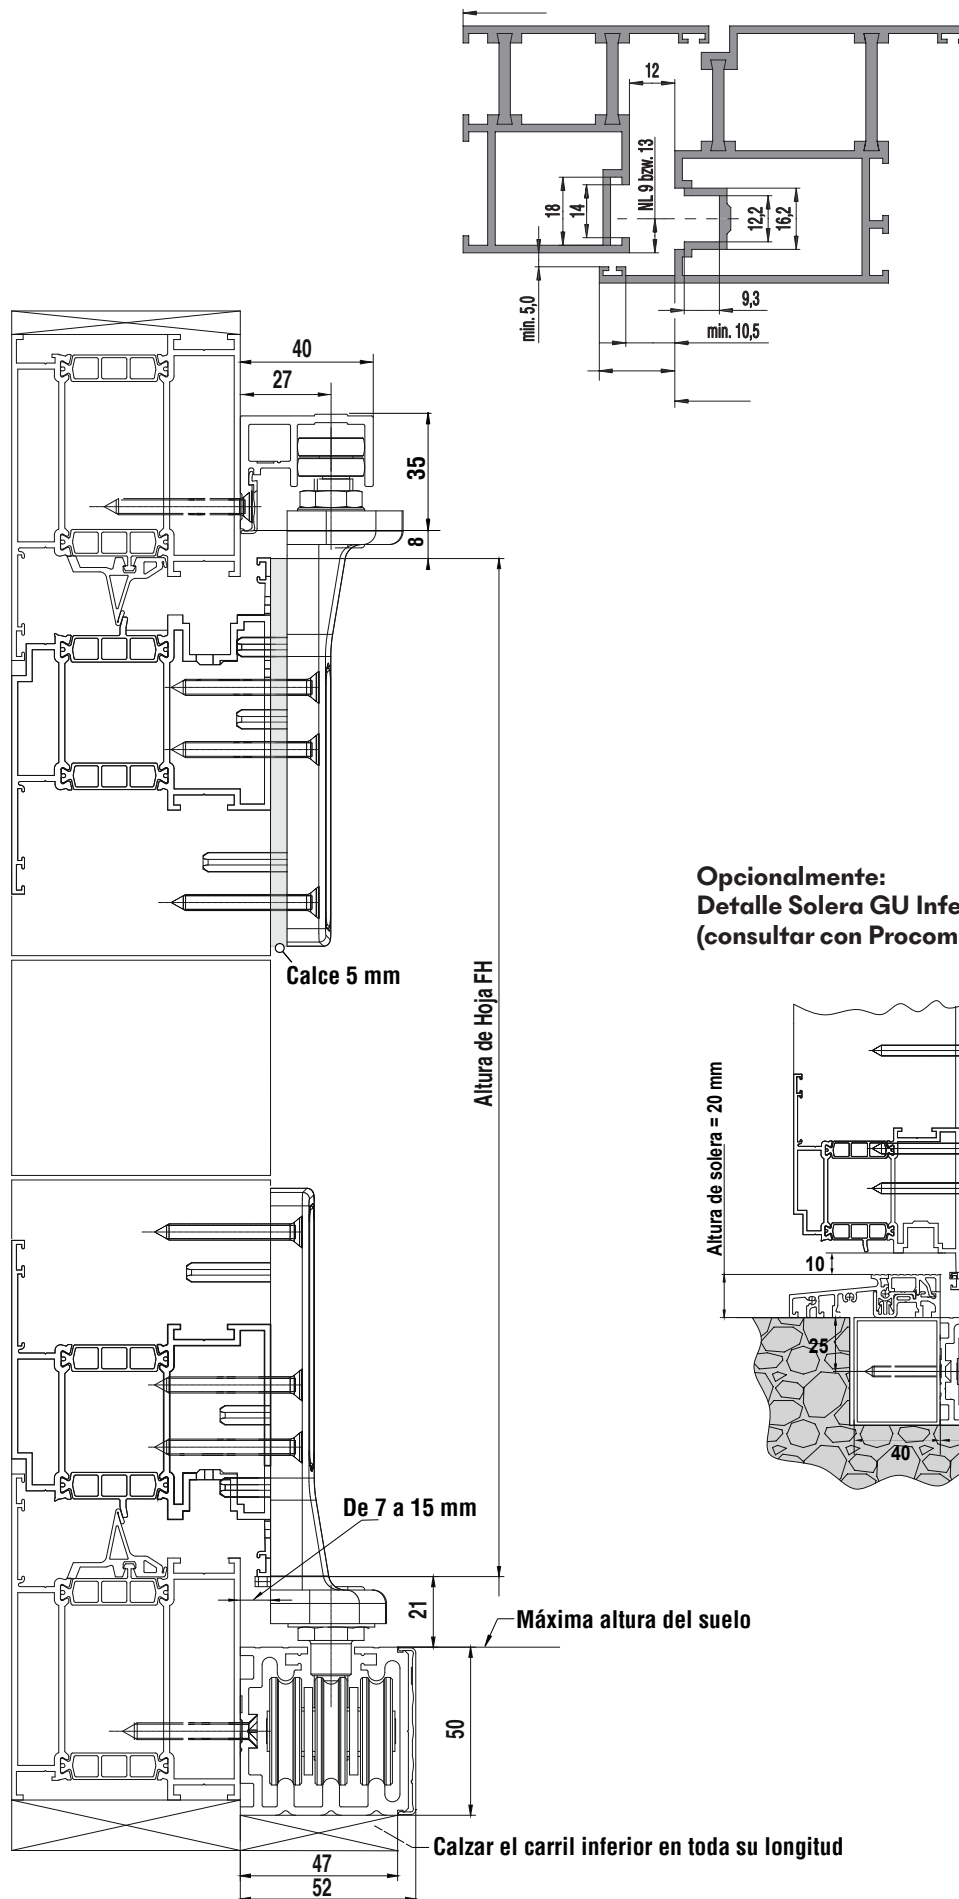 12
NL 9 bzw. 13
18
14
12,2
16,2
min. 5,0
9,3
min. 10,5
40
27
35
8
Calce 5 mm
Altura de Hoja FH
Opcionalmente:
Detalle Solera GU Infe
(consultar con Procom
Altura de solera = 20 mm
10
25
40
De 7 a 15 mm
21
Máxima altura del suelo
50
Calzar el carril inferior en toda su longitud
47
52